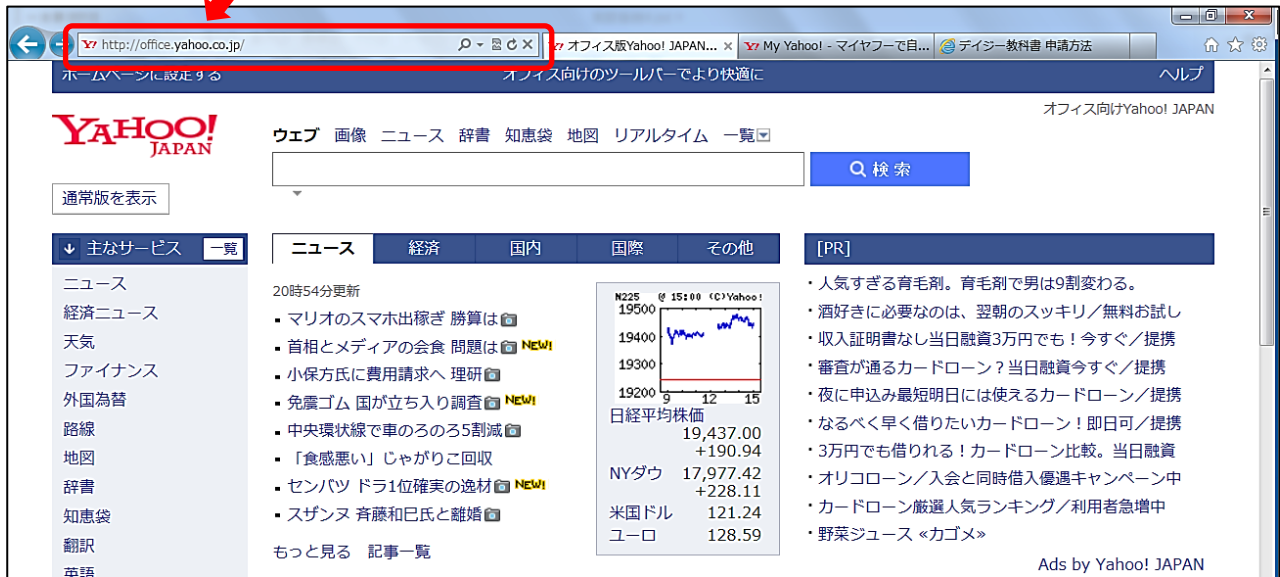 http://office.yahoo.co.jp/
オフィス版Yahoo! JAPAN...
My Yahoo! - マイヤフーで自...
デイジー教科書 申請方法
ホームページに設定する
オフィス向けのツールバーでより快適に
ヘルプ
オフィス向けYahoo! JAPAN
YAHOO!
JAPAN
ウェブ 画像 ニュース 辞書 知恵袋 地図 リアルタイム 一覧
検索
通常版を表示
主なサービス 一覧
ニュース
経済ニュース
天気
ファイナンス
外国為替
路線
地図
辞書
知恵袋
翻訳
英語
ニュース 経済 国内 国際 その他
20時54分更新
マリオのスマホ出稼ぎ 勝算は
首相とメディアの会食 問題は NEW!
小保方氏に費用請求へ 理研
免震ゴム 国が立ち入り調査 NEW!
中央環状線で車のろのろ5割減
「食感悪い」じゃがりこ回収
センバツ ドラ1位確実の逸材 NEW!
スザンヌ 斉藤和巳氏と離婚
もっと見る 記事一覧
N225 @ 15:00 (C)Yahoo!
19500
19400
19300
19200
9 12 15
日経平均株価
19,437.00
+190.94
NYダウ 17,977.42
+228.11
米国ドル 121.24
ユーロ 128.59
[PR]
・人気すぎる育毛剤。育毛剤で男は9割変わる。
・酒好きに必要なのは、翌朝のスッキリ／無料お試し
・収入証明書なし当日融資3万円でも！今すぐ／提携
・審査が通るカードローン？当日融資今すぐ／提携
・夜に申込み最短明日には使えるカードローン／提携
・なるべく早く借りたいカードローン！即日可／提携
・3万円でも借りれる！カードローン比較。当日融資
・オリコローン／入会と同時借入優遇キャンペーン中
・カードローン厳選人気ランキング／利用者急増中
・野菜ジュース «カゴメ»
Ads by Yahoo! JAPAN